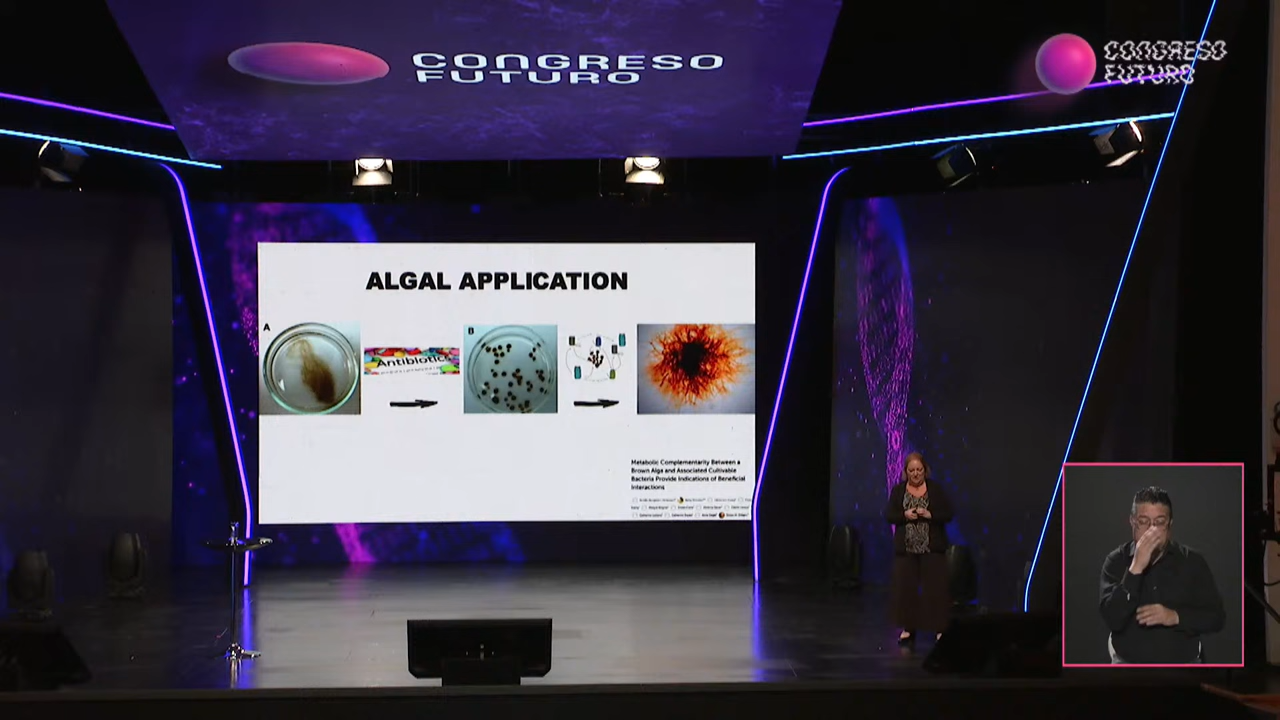 CONGRESO
FUTURO
CONGRESO
FUTURO
ALGAL APPLICATION
A
Antibiotic
B
Metabolic Complementarity Between a
Brown Alga and Associated Cultivable
Bacteria Provide Indications of Beneficial
Interactions